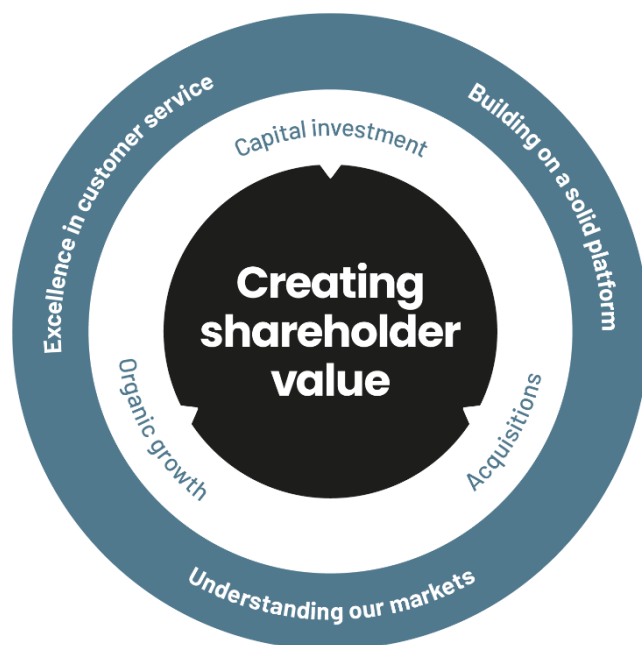 Excellence in customer service
Building on a solid platform
Capital investment
Creating
shareholder
value
Organic growth
Acquisitions
Understanding our markets